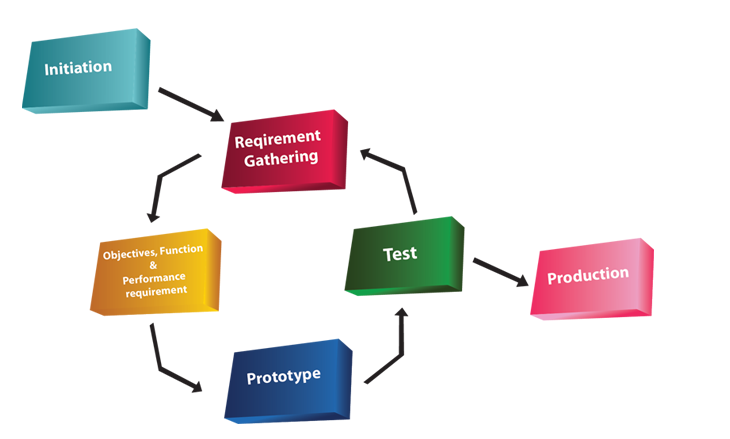 Initiation
Reqirement
Gathering
Objectives, Function
&
Performance
requirement
Test
Production
Prototype